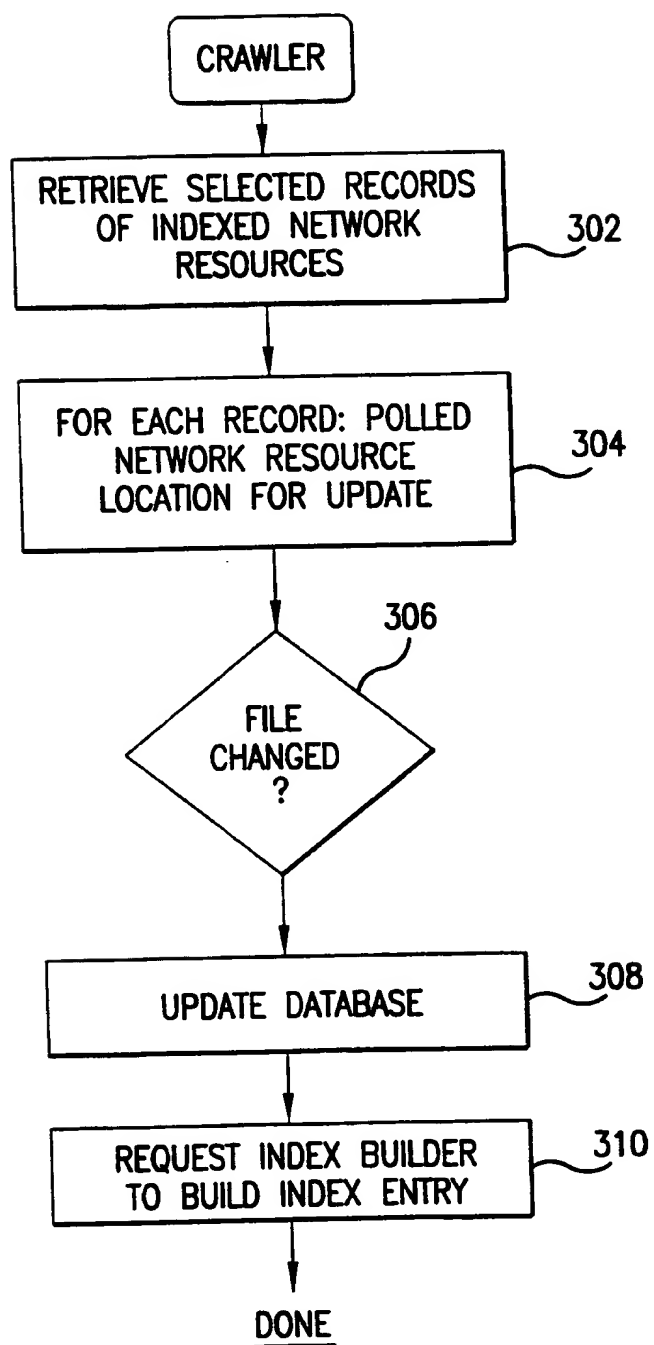 CRAWLER
RETRIEVE SELECTED RECORDS
OF INDEXED NETWORK
RESOURCES
302
FOR EACH RECORD: POLLED
NETWORK RESOURCE
LOCATION FOR UPDATE
304
306
FILE
CHANGED
?
UPDATE DATABASE
308
REQUEST INDEX BUILDER
TO BUILD INDEX ENTRY
310
DONE